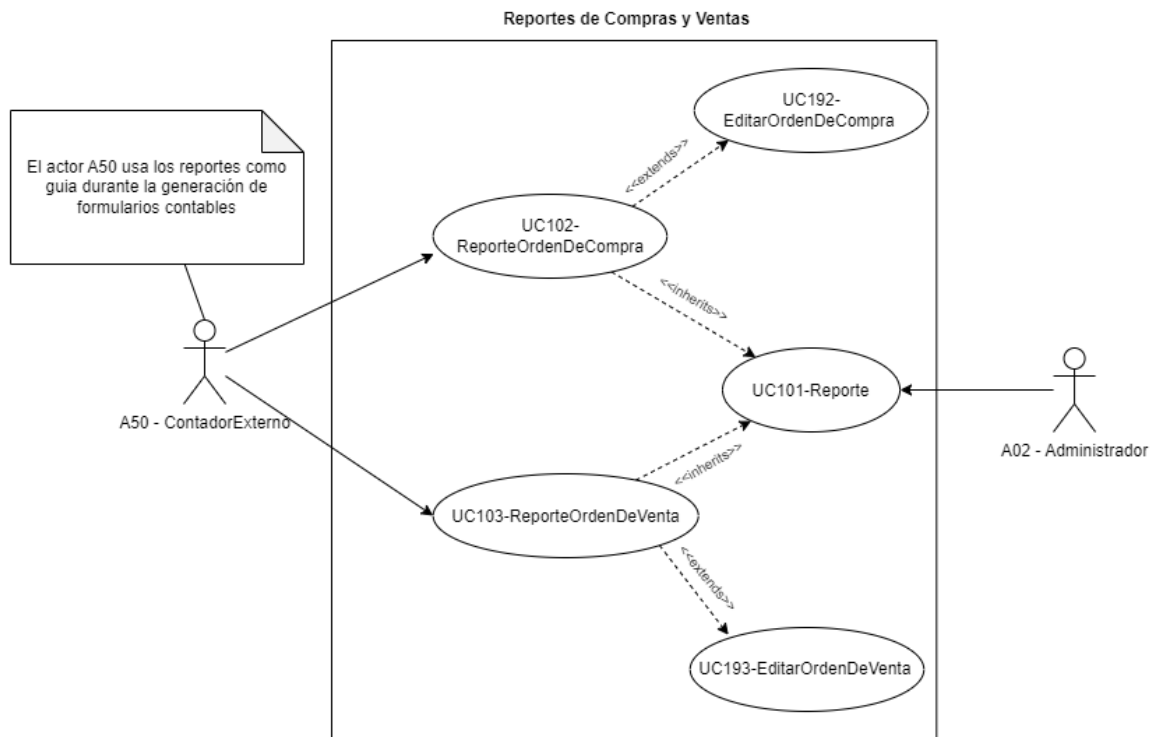 Reportes de Compras y Ventas
El actor A50 usa los reportes como
guia durante la generación de
formularios contables
UC192-
EditarOrdenDeCompra
<<extends>>
UC102-
ReporteOrdenDeCompra
<<inherits>>
UC101-Reporte
A50 - ContadorExterno
A02 - Administrador
<<inherits>>
UC103-ReporteOrdenDeVenta
<<extends>>
UC193-EditarOrdenDeVenta